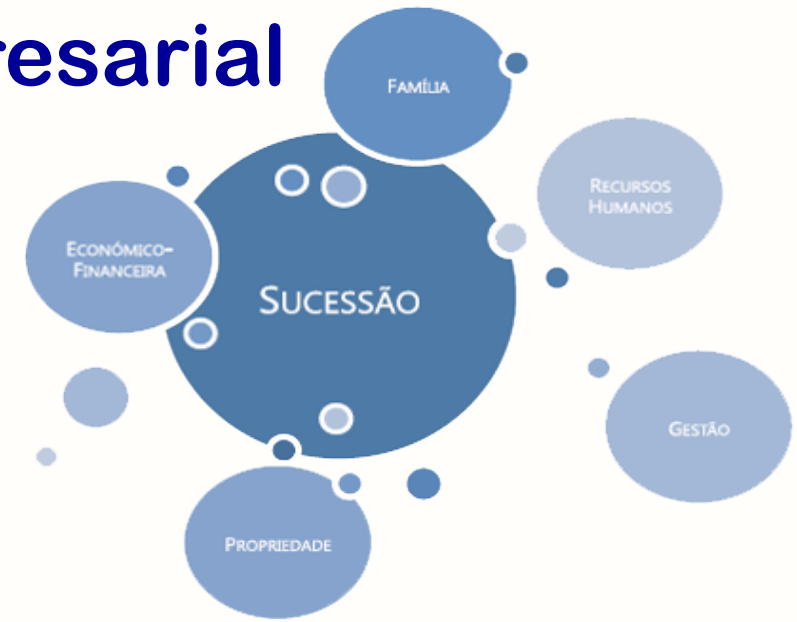 resarial
FAMÍLIA
RECURSOS
HUMANOS
ECONÓMICO-
FINANCEIRA
SUCESSÃO
GESTÃO
PROPRIEDADE